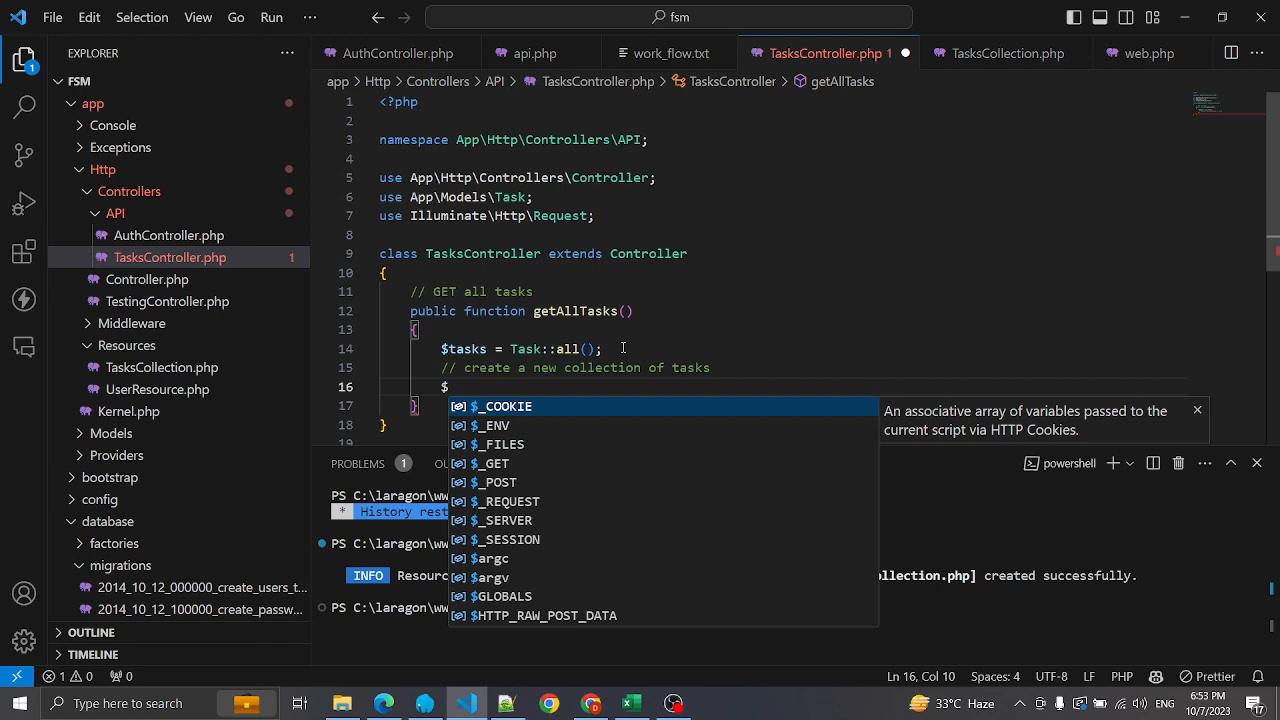 File Edit Selection View Go Run ··· fsm
EXPLORER
AuthController.php api.php work_flow.txt TasksController.php 1 TasksCollection.php web.php
FSM
app > Http > Controllers > API > TasksController.php > TasksController > getAllTasks
app
Console
Exceptions
Http
Controllers
API
AuthController.php
TasksController.php 1
Controller.php
TestingController.php
Middleware
Resources
TasksCollection.php
UserResource.php
Kernel.php
Models
Providers
bootstrap
config
database
factories
migrations
2014_10_12_000000_create_users_t...
2014_10_12_100000_create_passw...
OUTLINE
TIMELINE
1 <?php
2
3 namespace App\Http\Controllers\API;
4
5 use App\Http\Controllers\Controller;
6 use App\Models\Task;
7 use Illuminate\Http\Request;
8
9 class TasksController extends Controller
10 {
11 // GET all tasks
12 public function getAllTasks()
13 {
14 $tasks = Task::all();
15 // create a new collection of tasks
16 $
17 }
18 }
19
$_COOKIE
$_ENV
$_FILES
$_GET
$_POST
$_REQUEST
$_SERVER
$_SESSION
$argc
$argv
$GLOBALS
$HTTP_RAW_POST_DATA
An associative array of variables passed to the
current script via HTTP Cookies.
PROBLEMS 1 OU powershell
PS C:\laragon\ww
* History rest
PS C:\laragon\ww
INFO Resourc ollection.php] created successfully.
PS C:\laragon\ww
1 0 0 Ln 16, Col 10 Spaces: 4 UTF-8 LF PHP Prettier
Type here to search 33°C Haze ENG 6:53 PM
10/7/2023